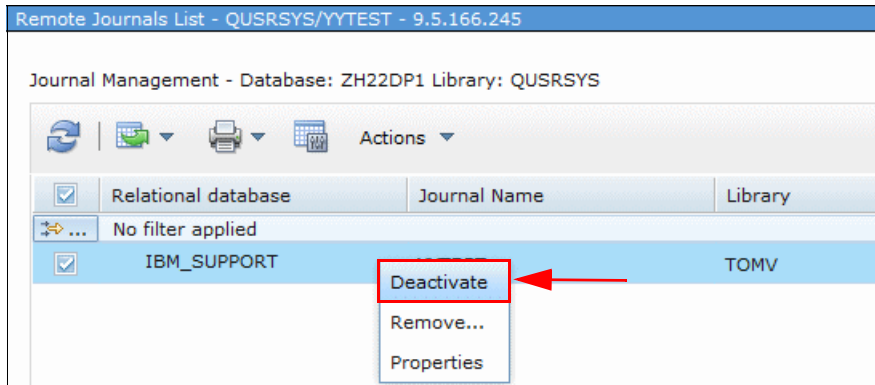 Remote Journals List - QUSRSYS/YYTEST - 9.5.166.245
Journal Management - Database: ZH22DP1 Library: QUSRSYS
Actions
Relational database Journal Name Library
... No filter applied
IBM_SUPPORT TOMV
Deactivate
Remove...
Properties